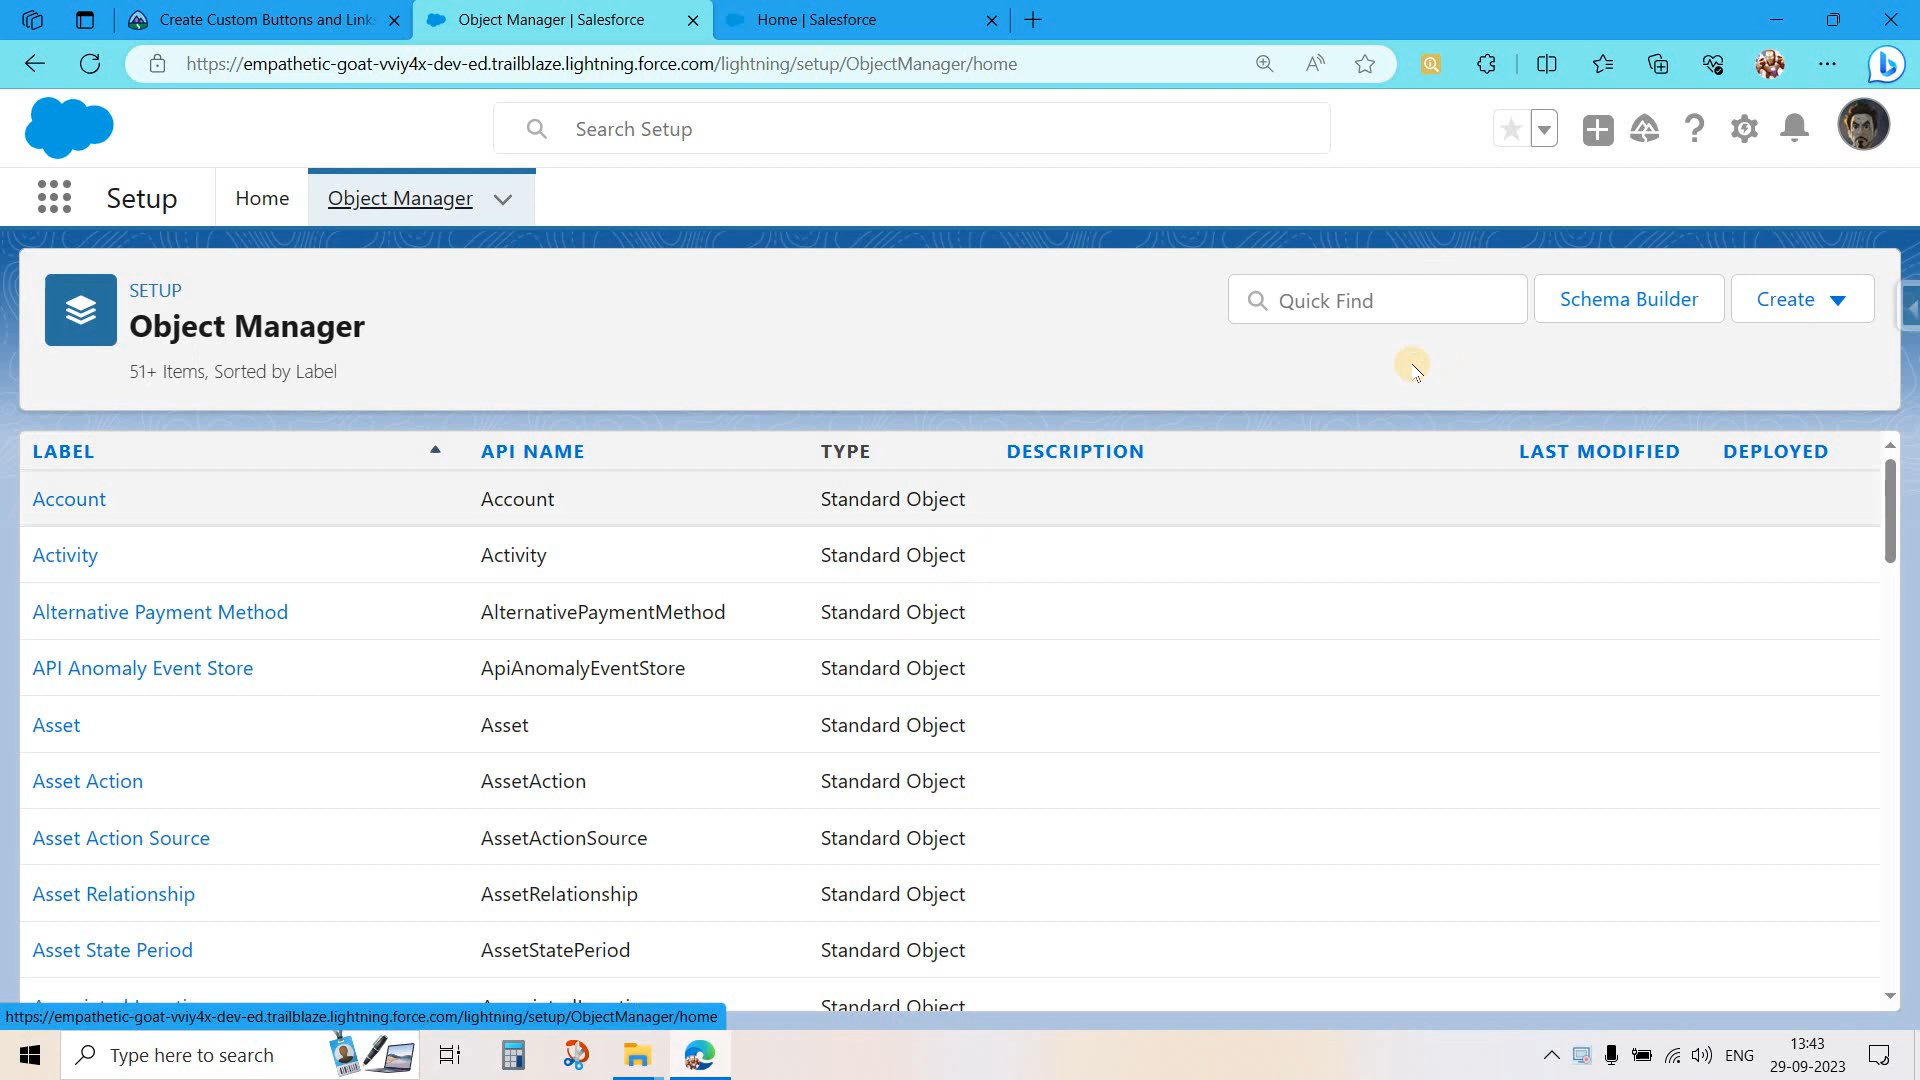 Create Custom Buttons and Link
Object Manager | Salesforce
Home | Salesforce
https://empathetic-goat-vviy4x-dev-ed.trailblaze.lightning.force.com/lightning/setup/ObjectManager/home
Search Setup
Setup
Home
Object Manager
SETUP
Object Manager
51+ Items, Sorted by Label
Quick Find
Schema Builder
Create
LABEL API NAME TYPE DESCRIPTION LAST MODIFIED DEPLOYED
Account Account Standard Object
Activity Activity Standard Object
Alternative Payment Method AlternativePaymentMethod Standard Object
API Anomaly Event Store ApiAnomalyEventStore Standard Object
Asset Asset Standard Object
Asset Action AssetAction Standard Object
Asset Action Source AssetActionSource Standard Object
Asset Relationship AssetRelationship Standard Object
Asset State Period AssetStatePeriod Standard Object
Standard Object
https://empathetic-goat-vviy4x-dev-ed.trailblaze.lightning.force.com/lightning/setup/ObjectManager/home
Type here to search
ENG
13:43
29-09-2023